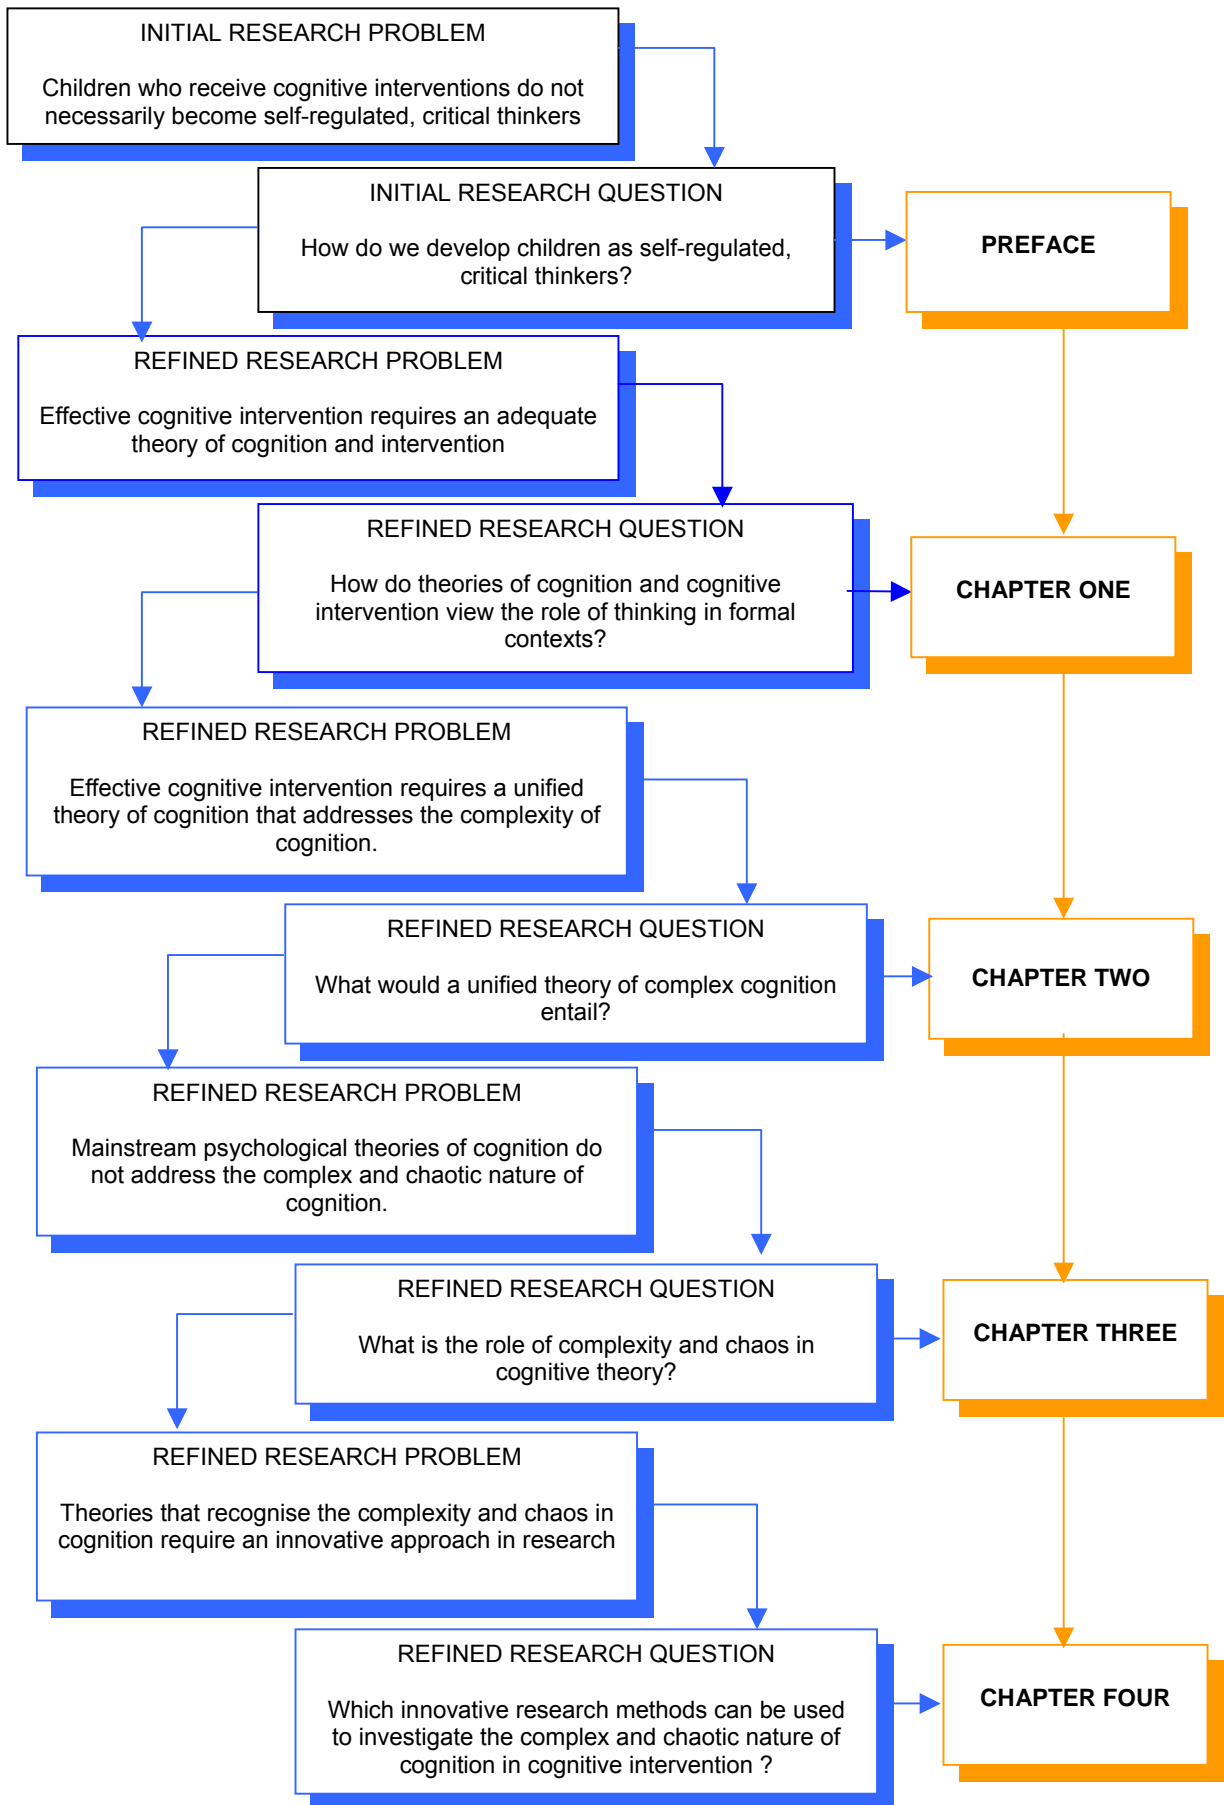 INITIAL RESEARCH PROBLEM
Children who receive cognitive interventions do not
necessarily become self-regulated, critical thinkers
INITIAL RESEARCH QUESTION
How do we develop children as self-regulated,
critical thinkers?
PREFACE
REFINED RESEARCH PROBLEM
Effective cognitive intervention requires an adequate
theory of cognition and intervention
REFINED RESEARCH QUESTION
How do theories of cognition and cognitive
intervention view the role of thinking in formal
contexts?
CHAPTER ONE
REFINED RESEARCH PROBLEM
Effective cognitive intervention requires a unified
theory of cognition that addresses the complexity of
cognition.
REFINED RESEARCH QUESTION
What would a unified theory of complex cognition
entail?
CHAPTER TWO
REFINED RESEARCH PROBLEM
Mainstream psychological theories of cognition do
not address the complex and chaotic nature of
cognition.
REFINED RESEARCH QUESTION
What is the role of complexity and chaos in
cognitive theory?
CHAPTER THREE
REFINED RESEARCH PROBLEM
Theories that recognise the complexity and chaos in
cognition require an innovative approach in research
REFINED RESEARCH QUESTION
Which innovative research methods can be used
to investigate the complex and chaotic nature of
cognition in cognitive intervention ?
CHAPTER FOUR